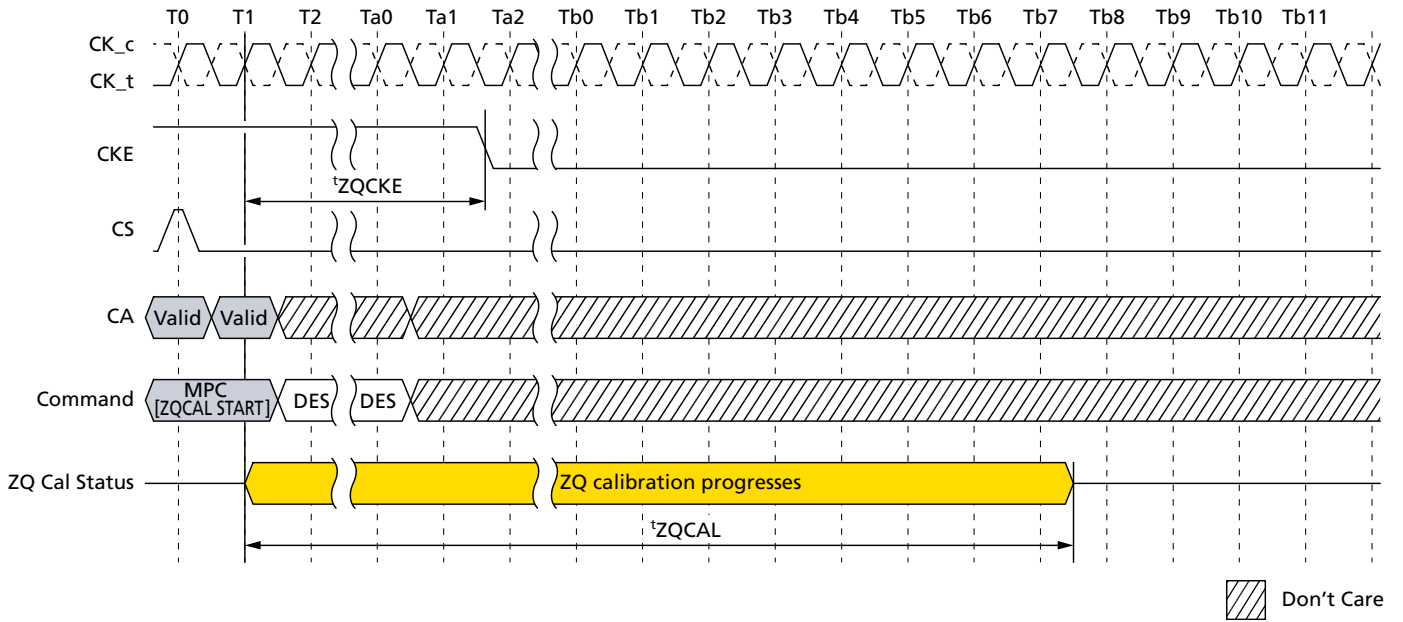 T0 T1 T2 Ta0 Ta1 Ta2 Tb0 Tb1 Tb2 Tb3 Tb4 Tb5 Tb6 Tb7 Tb8 Tb9 Tb10 Tb11
CK_c
CK_t
CKE
tZQCKE
CS
CA Valid Valid
Command MPC [ZQCAL START] DES DES
ZQ Cal Status ZQ calibration progresses
tZQCAL
Don't Care